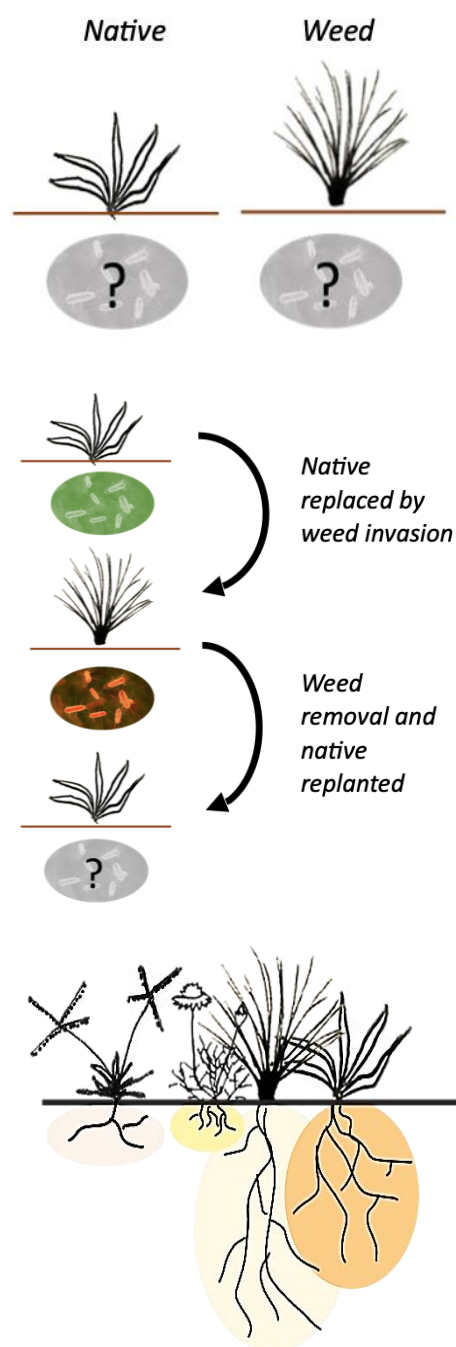 Native Weed
? ?
Native
replaced by
weed invasion
Weed
removal and
native
replanted
?